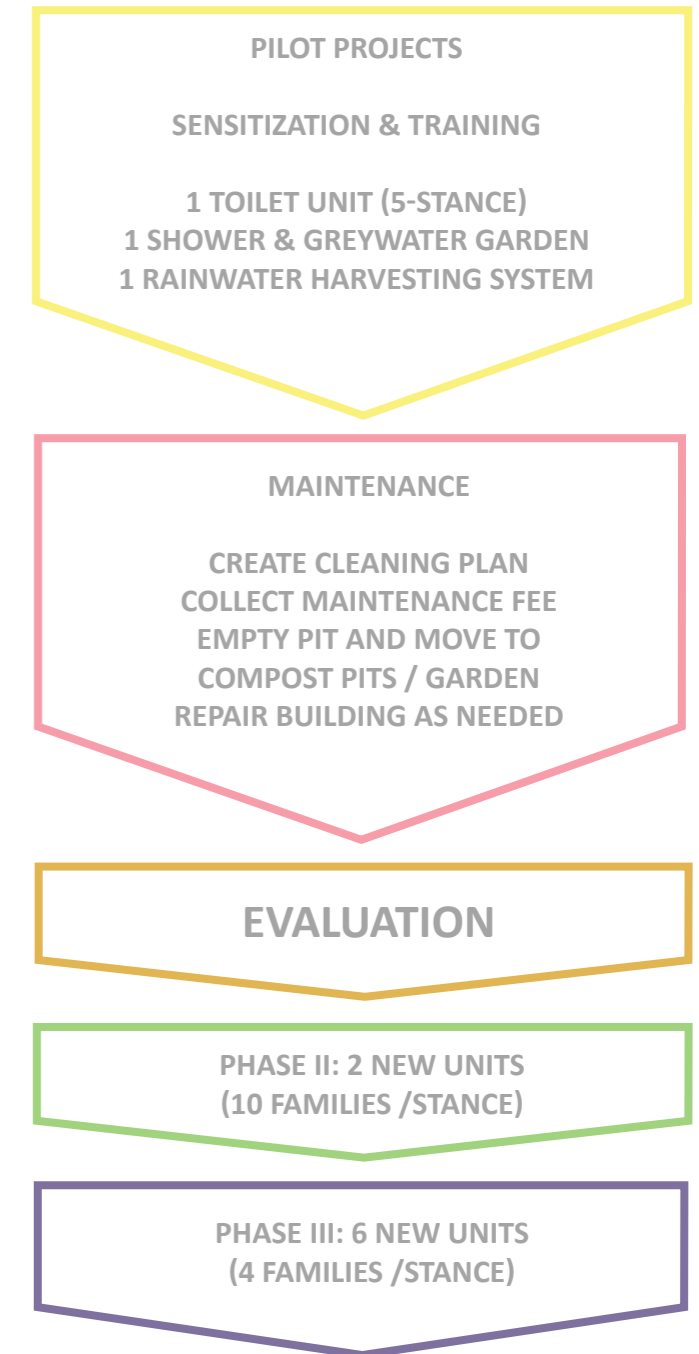 PILOT PROJECTS
SENSITIZATION & TRAINING
1 TOILET UNIT (5-STANCE)
1 SHOWER & GREYWATER GARDEN
1 RAINWATER HARVESTING SYSTEM
MAINTENANCE
CREATE CLEANING PLAN
COLLECT MAINTENANCE FEE
EMPTY PIT AND MOVE TO
COMPOST PITS / GARDEN
REPAIR BUILDING AS NEEDED
EVALUATION
PHASE II: 2 NEW UNITS
(10 FAMILIES /STANCE)
PHASE III: 6 NEW UNITS
(4 FAMILIES /STANCE)